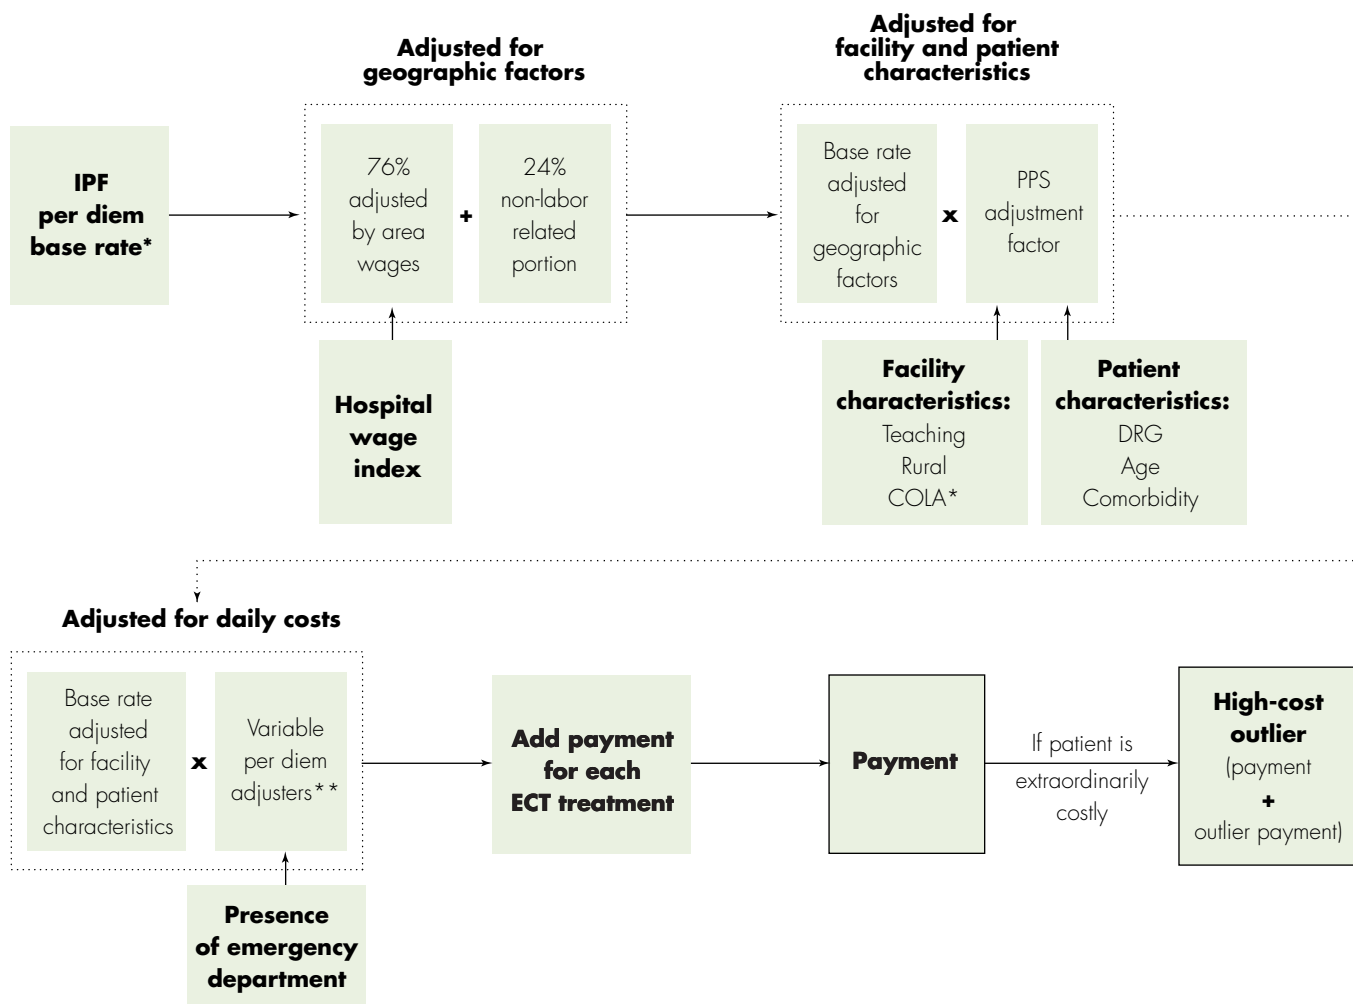 Adjusted for
geographic factors
Adjusted for
facility and patient
characteristics
IPF
per diem
base rate*
76%
adjusted
by area
wages
+
24%
non-labor
related
portion
Base rate
adjusted
for
geographic
factors
x
PPS
adjustment
factor
Hospital
wage
index
Facility
characteristics:
Teaching
Rural
COLA*
Patient
characteristics:
DRG
Age
Comorbidity
Adjusted for daily costs
Base rate
adjusted
for facility
and patient
characteristics
x
Variable
per diem
adjusters**
Presence
of emergency
department
Add payment
for each
ECT treatment
Payment
If patient is
extraordinarily
costly
High-cost
outlier
(payment
+
outlier payment)